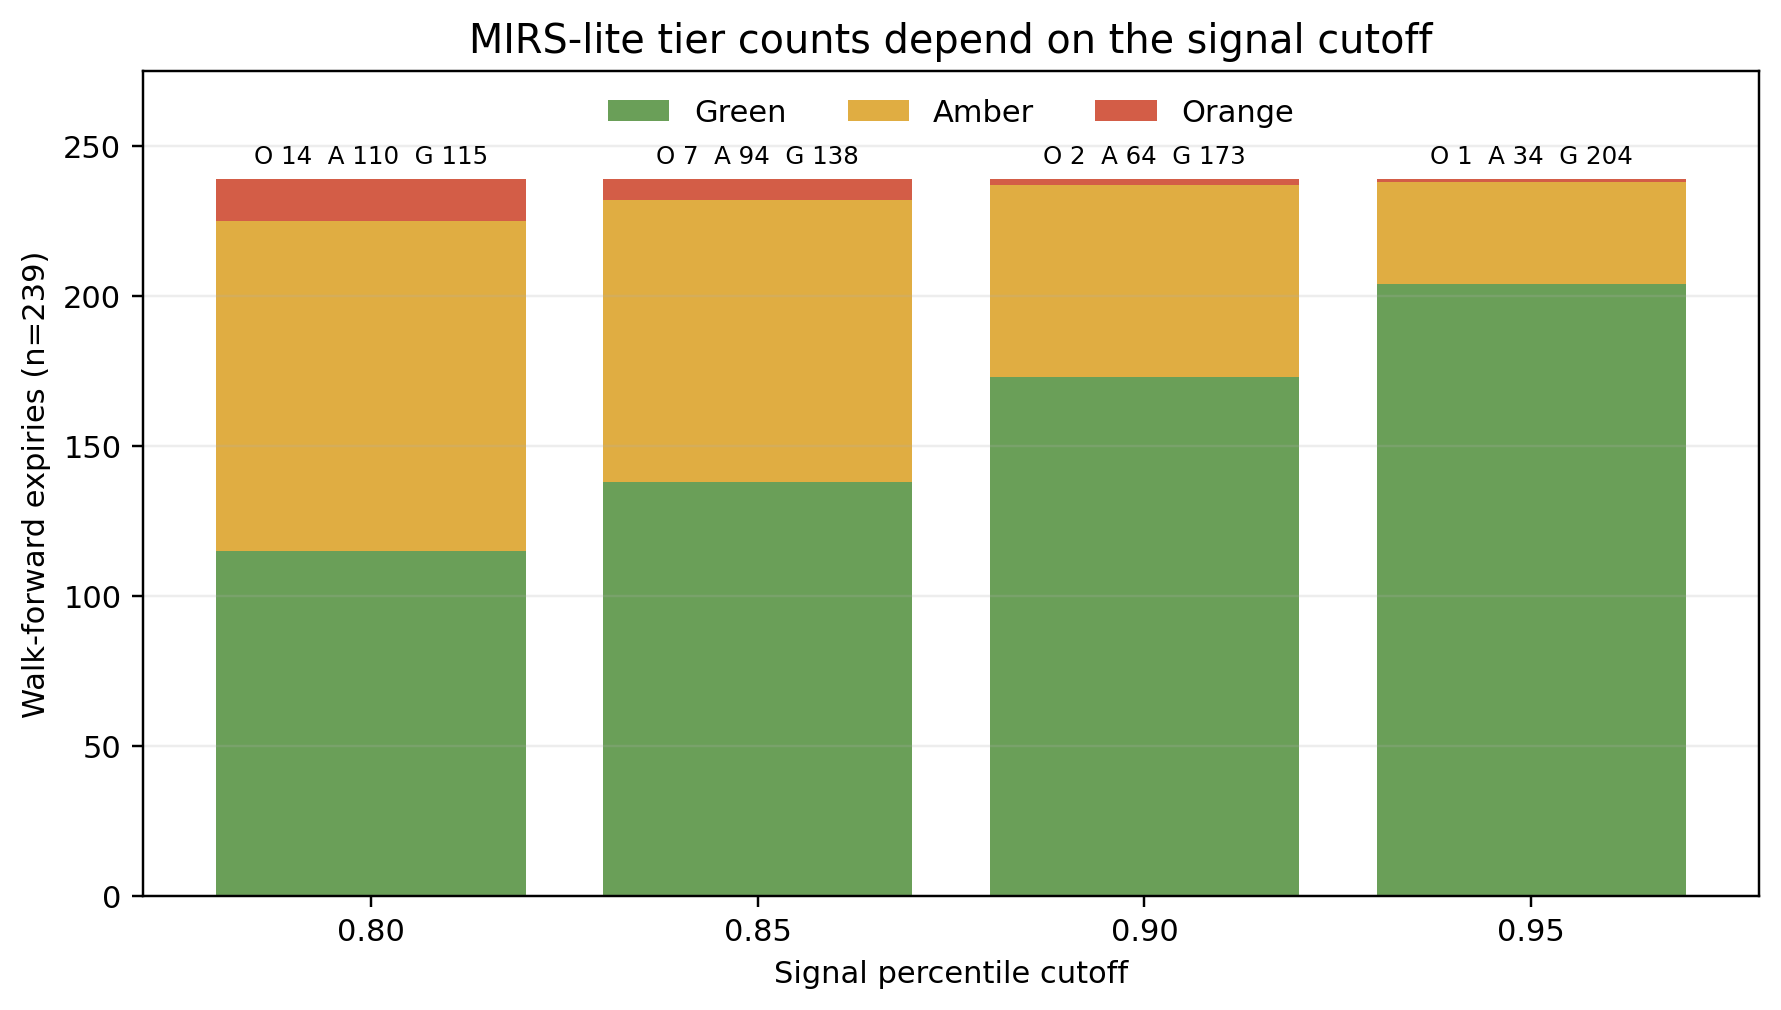 MIRS-lite tier counts depend on the signal cutoff
Green Amber Orange
O 14 A 110 G 115
O 7 A 94 G 138
O 2 A 64 G 173
O 1 A 34 G 204
Walk-forward expiries (n=239)
250
200
150
100
50
0
0.80 0.85 0.90 0.95
Signal percentile cutoff